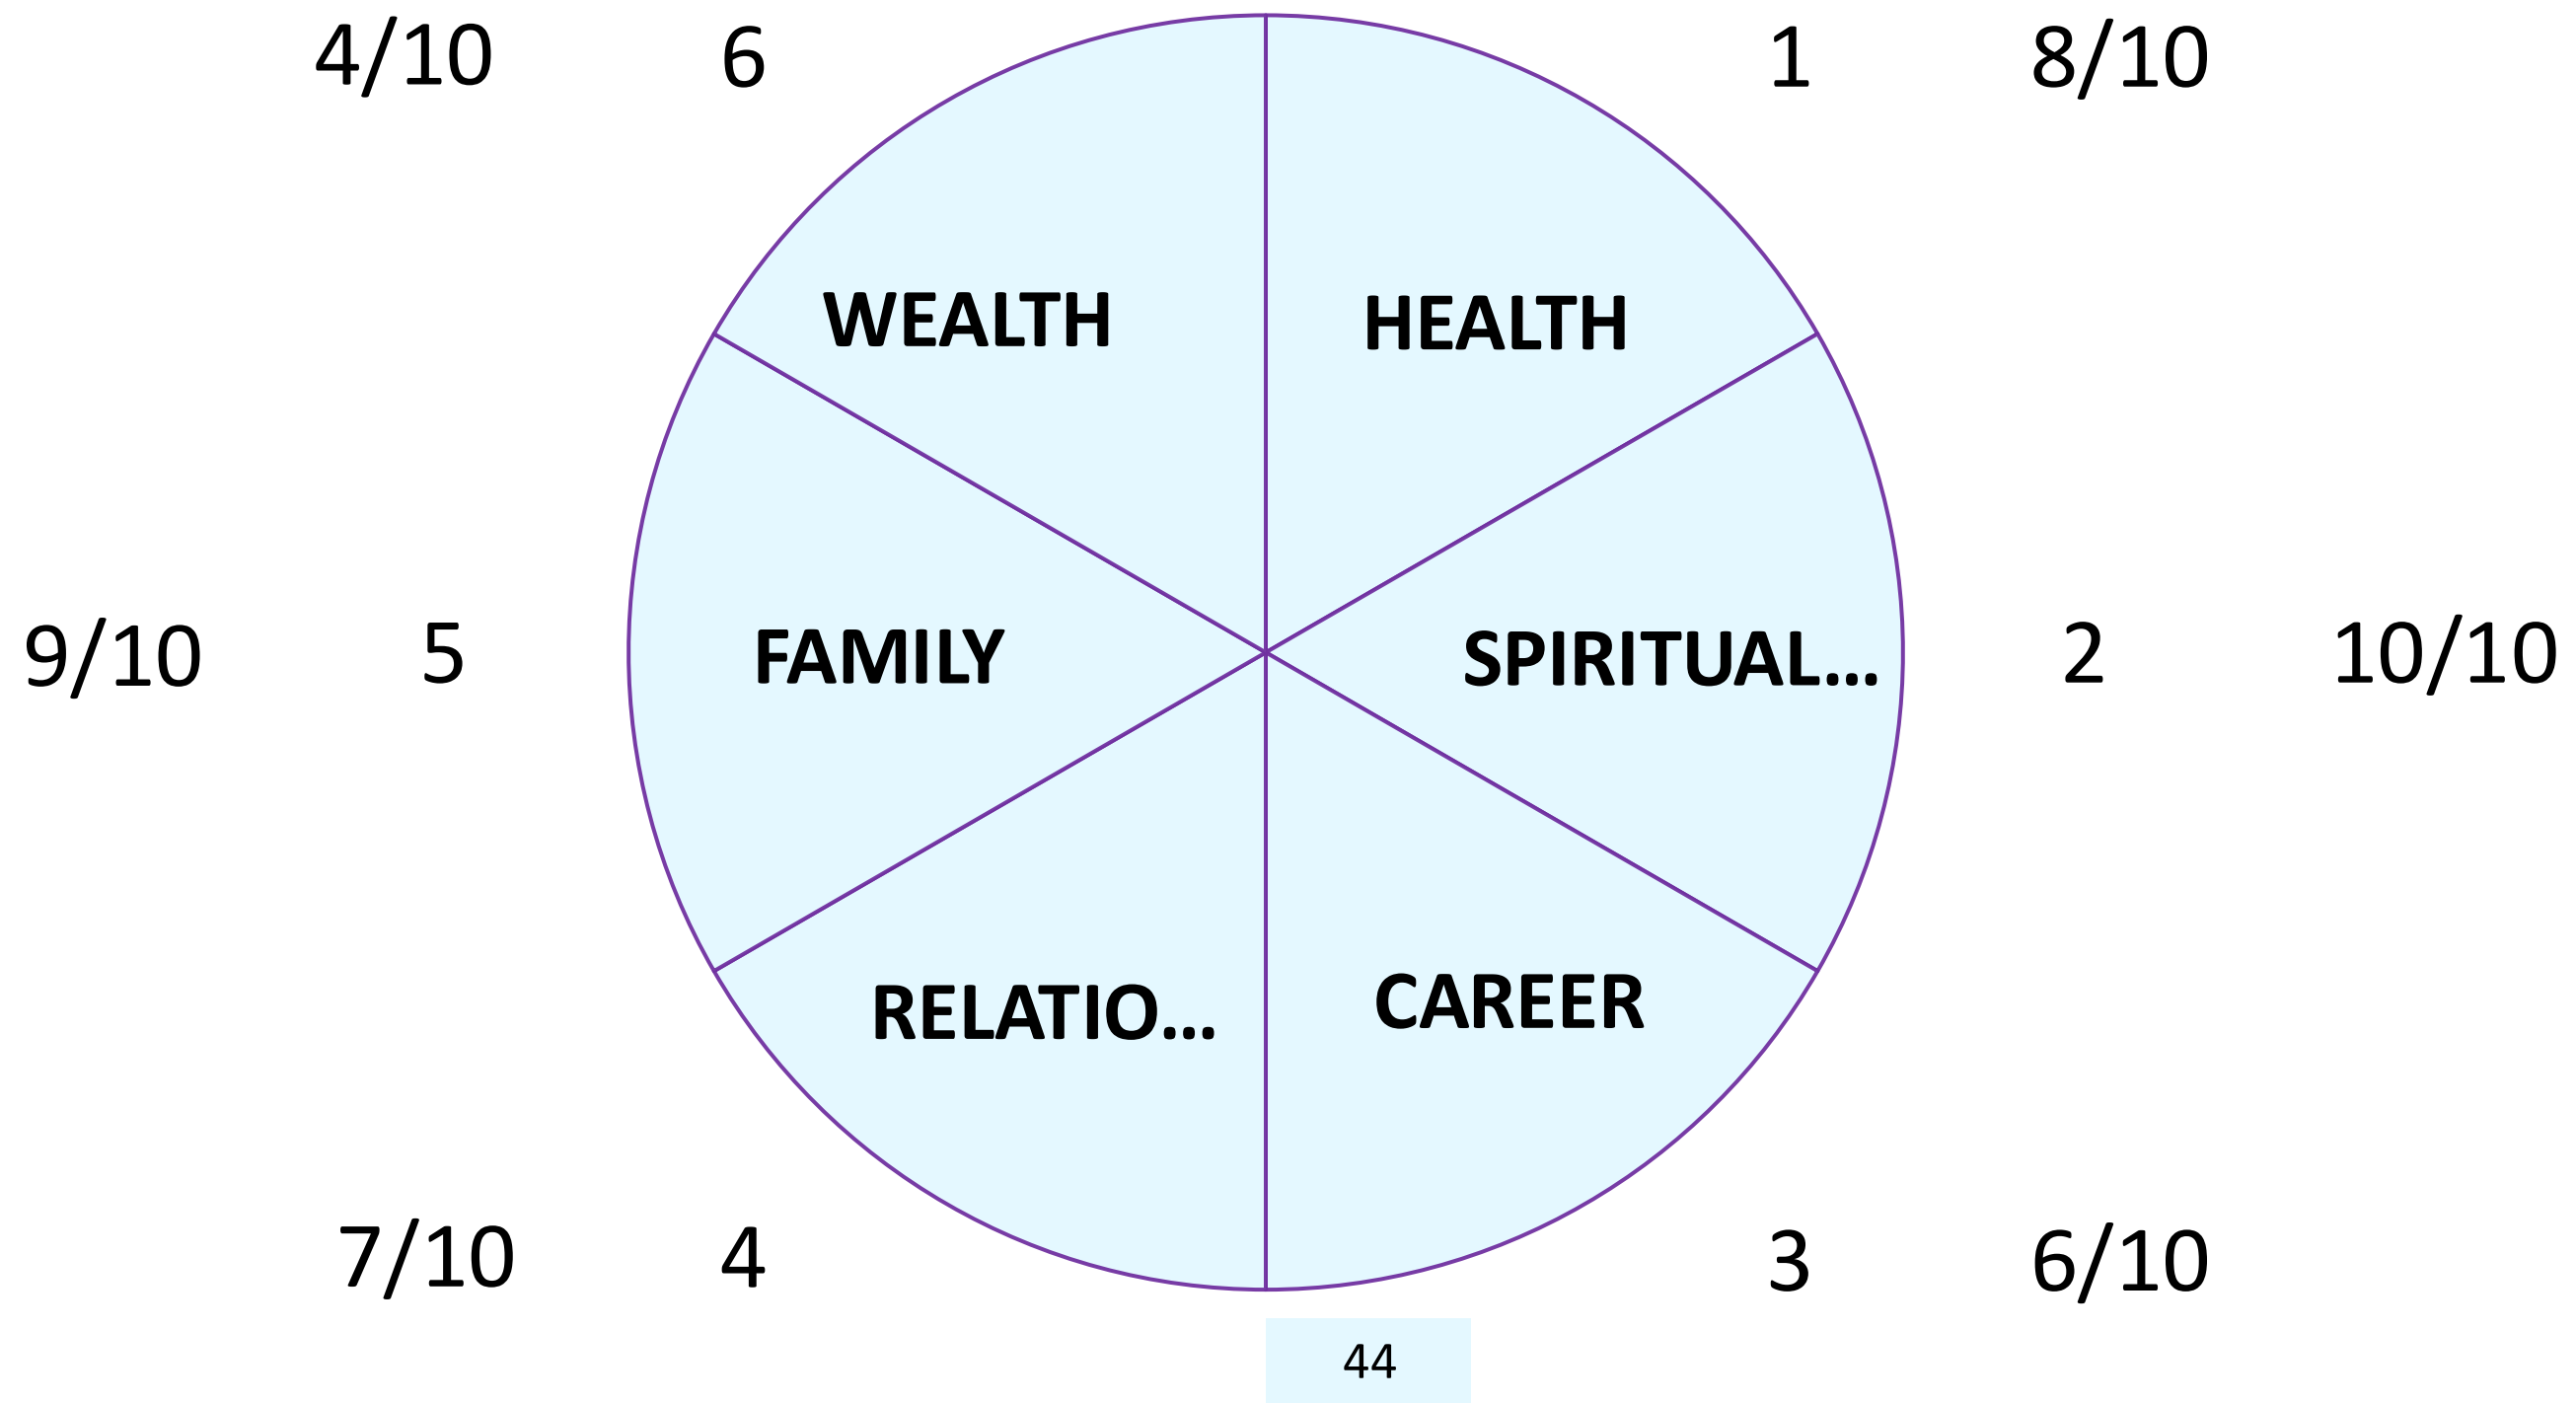 4/10 6 1 8/10
WEALTH HEALTH
9/10 5 FAMILY SPIRITUAL... 2 10/10
RELATIO... CAREER
7/10 4 3 6/10
44